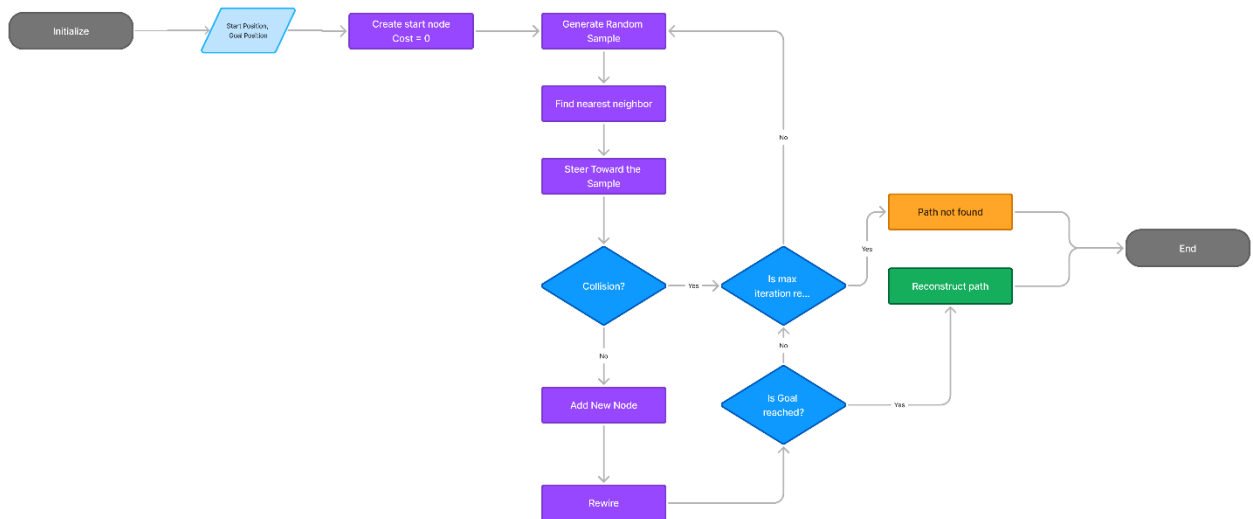 Initialize
Start Position,
Goal Position
Create start node
Cost = 0
Generate Random
Sample
Find nearest neighbor
No
Steer Toward the
Sample
Path not found
Yes
End
Collision?
Yes
Is max
iteration re...
Reconstruct path
No
No
Add New Node
Is Goal
reached?
Yes
Rewire